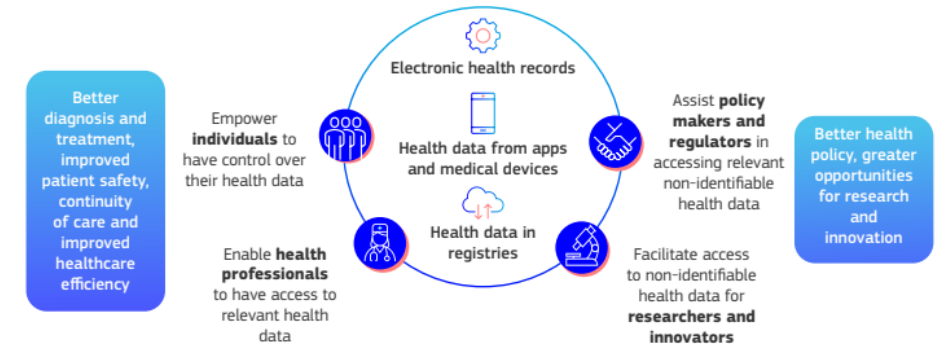 Better
diagnosis and
treatment,
improved
patient safety,
continuity
of care and
improved
healthcare
efficiency
Empower
individuals to
have control over
their health data
Enable health
professionals
to have access to
relevant health
data
Electronic health records
Health data from apps
and medical devices
Health data in
registries
Assist policy
makers and
regulators in
accessing relevant
non-identifiable
health data
Facilitate access
to non-identifiable
health data for
researchers and
innovators
Better health
policy, greater
opportunities
for research
and
innovation